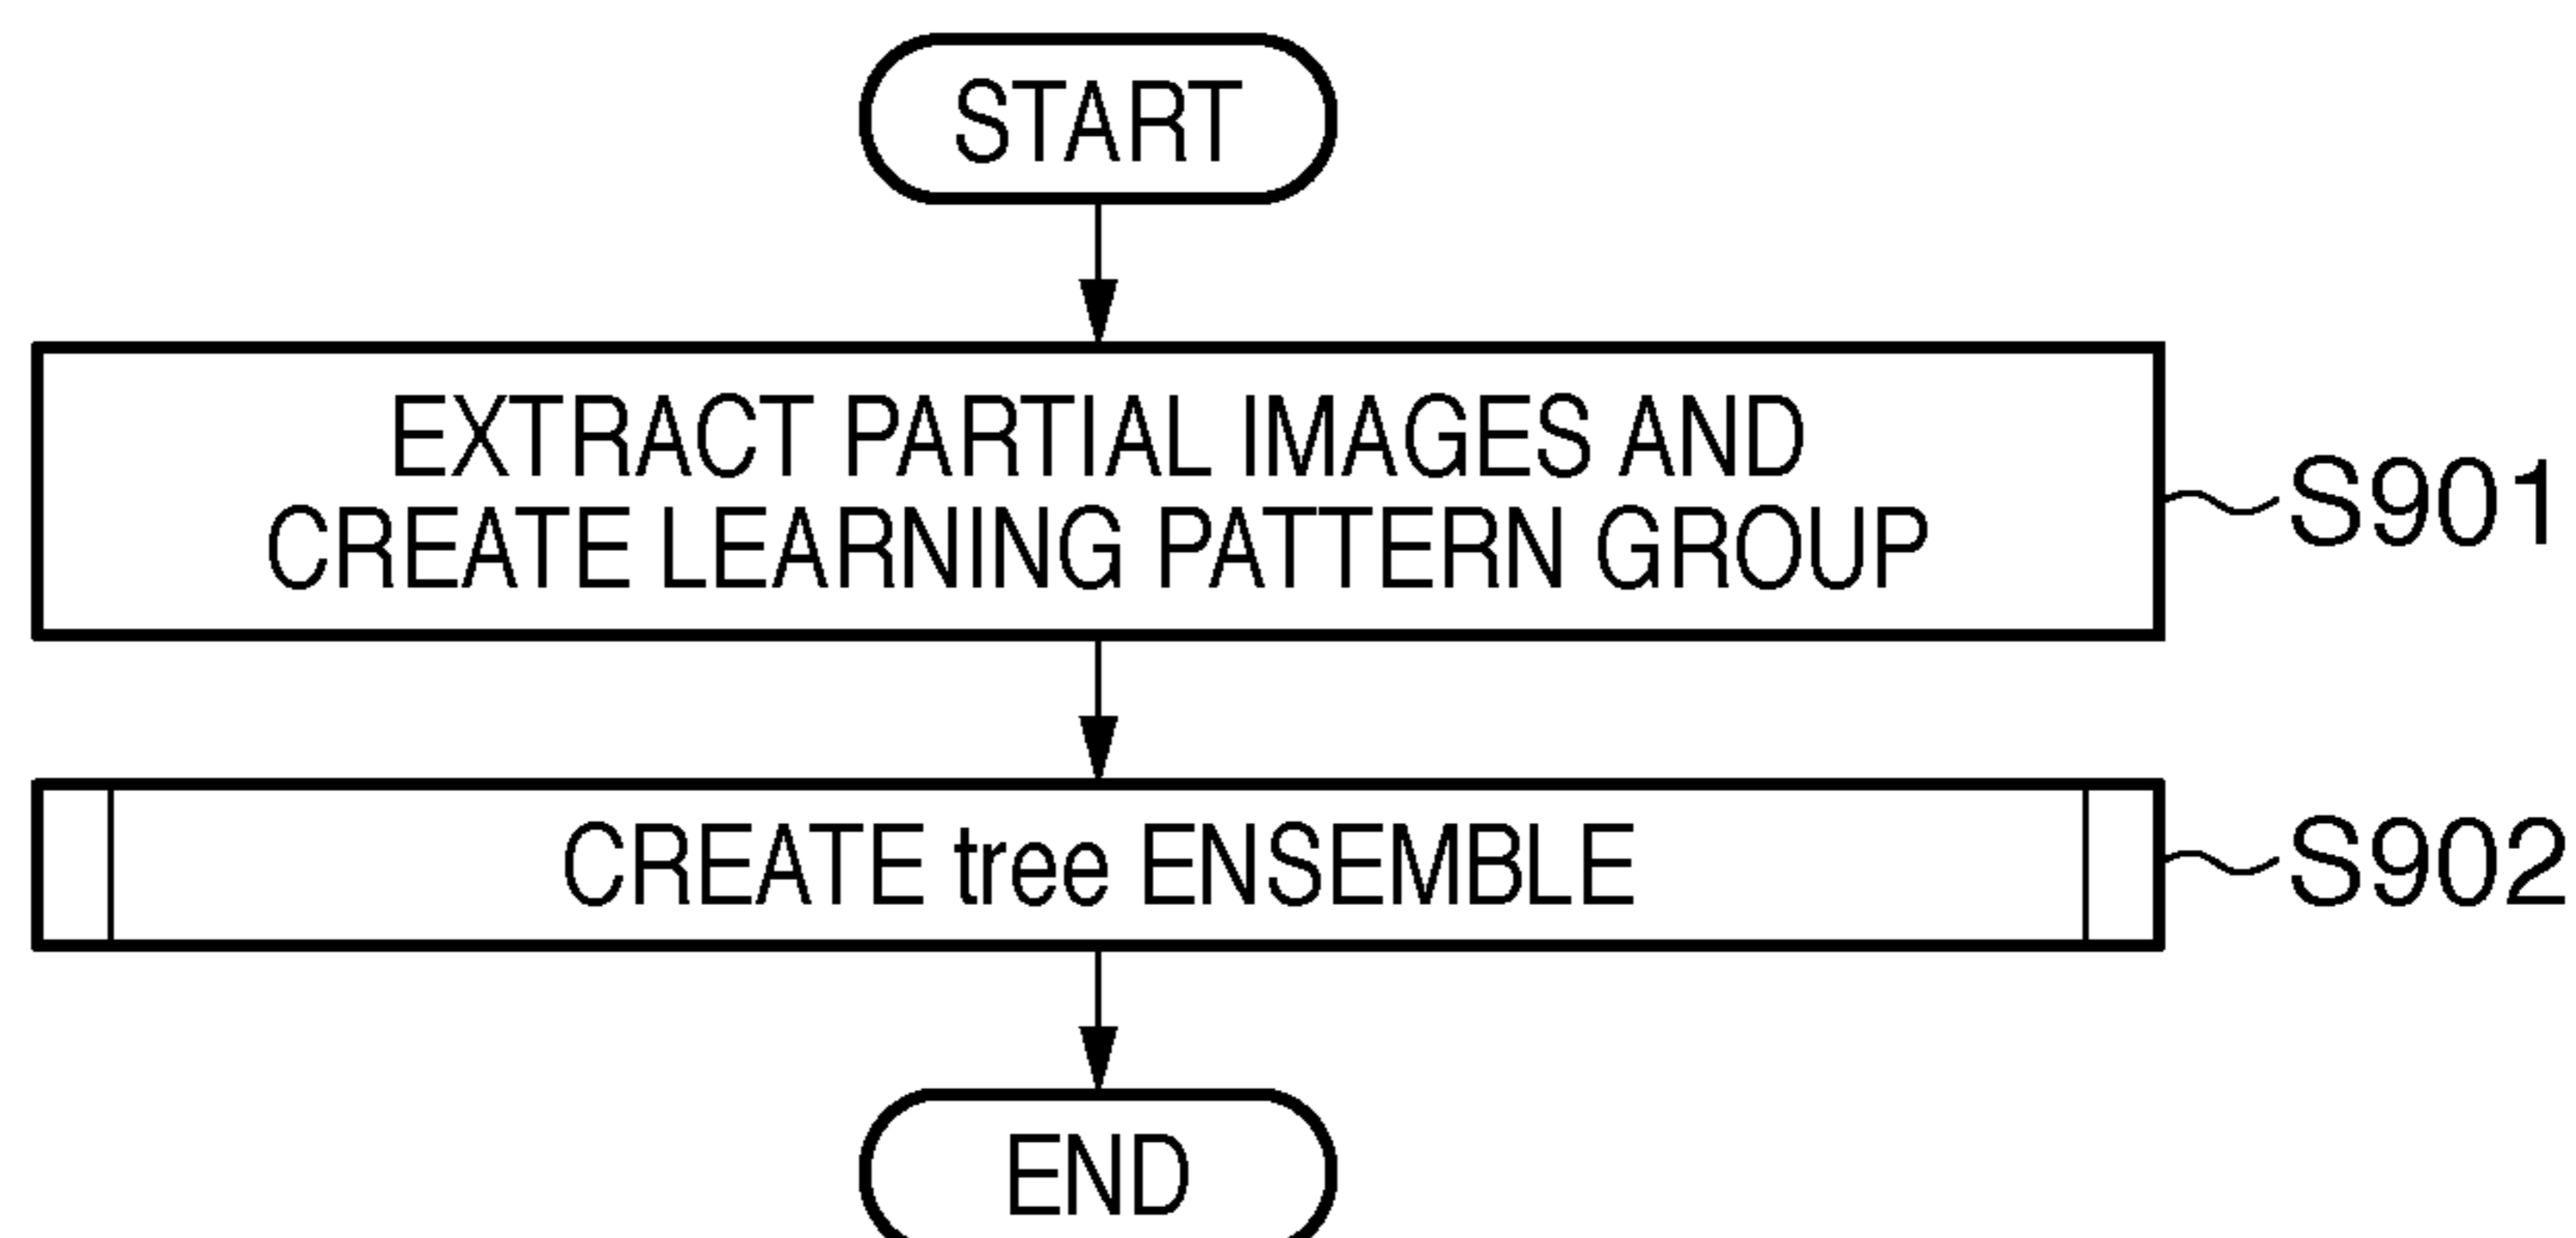 START
EXTRACT PARTIAL IMAGES AND
CREATE LEARNING PATTERN GROUP
S901
CREATE tree ENSEMBLE
S902
END